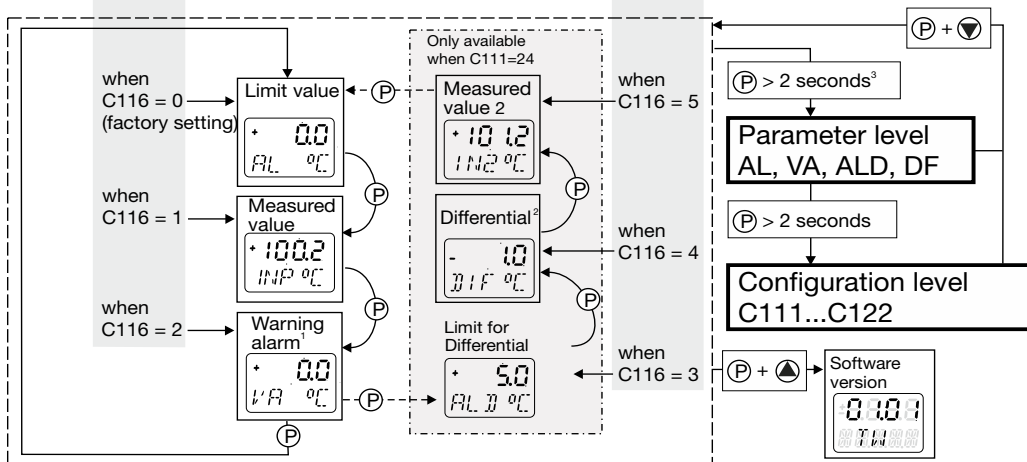 when
C116 = 0
(factory setting)
Limit value
+ 0.0
AL °C
P
when
C116 = 1
Measured
value
+ 100.2
INP °C
P
when
C116 = 2
Warning
alarm¹
+ 0.0
VA °C
P
P
P
Only available
when C111=24
Measured
value 2
+ 101.2
IN2 °C
P
Differential²
- 1.0
DIF °C
P
Limit for
Differential
+ 5.0
ALD °C
when
C116 = 5
when
C116 = 4
when
C116 = 3
P + ▼
P > 2 seconds³
Parameter level
AL, VA, ALD, DF
P > 2 seconds
Configuration level
C111...C122
P + ▲
Software
version
01.01
TW